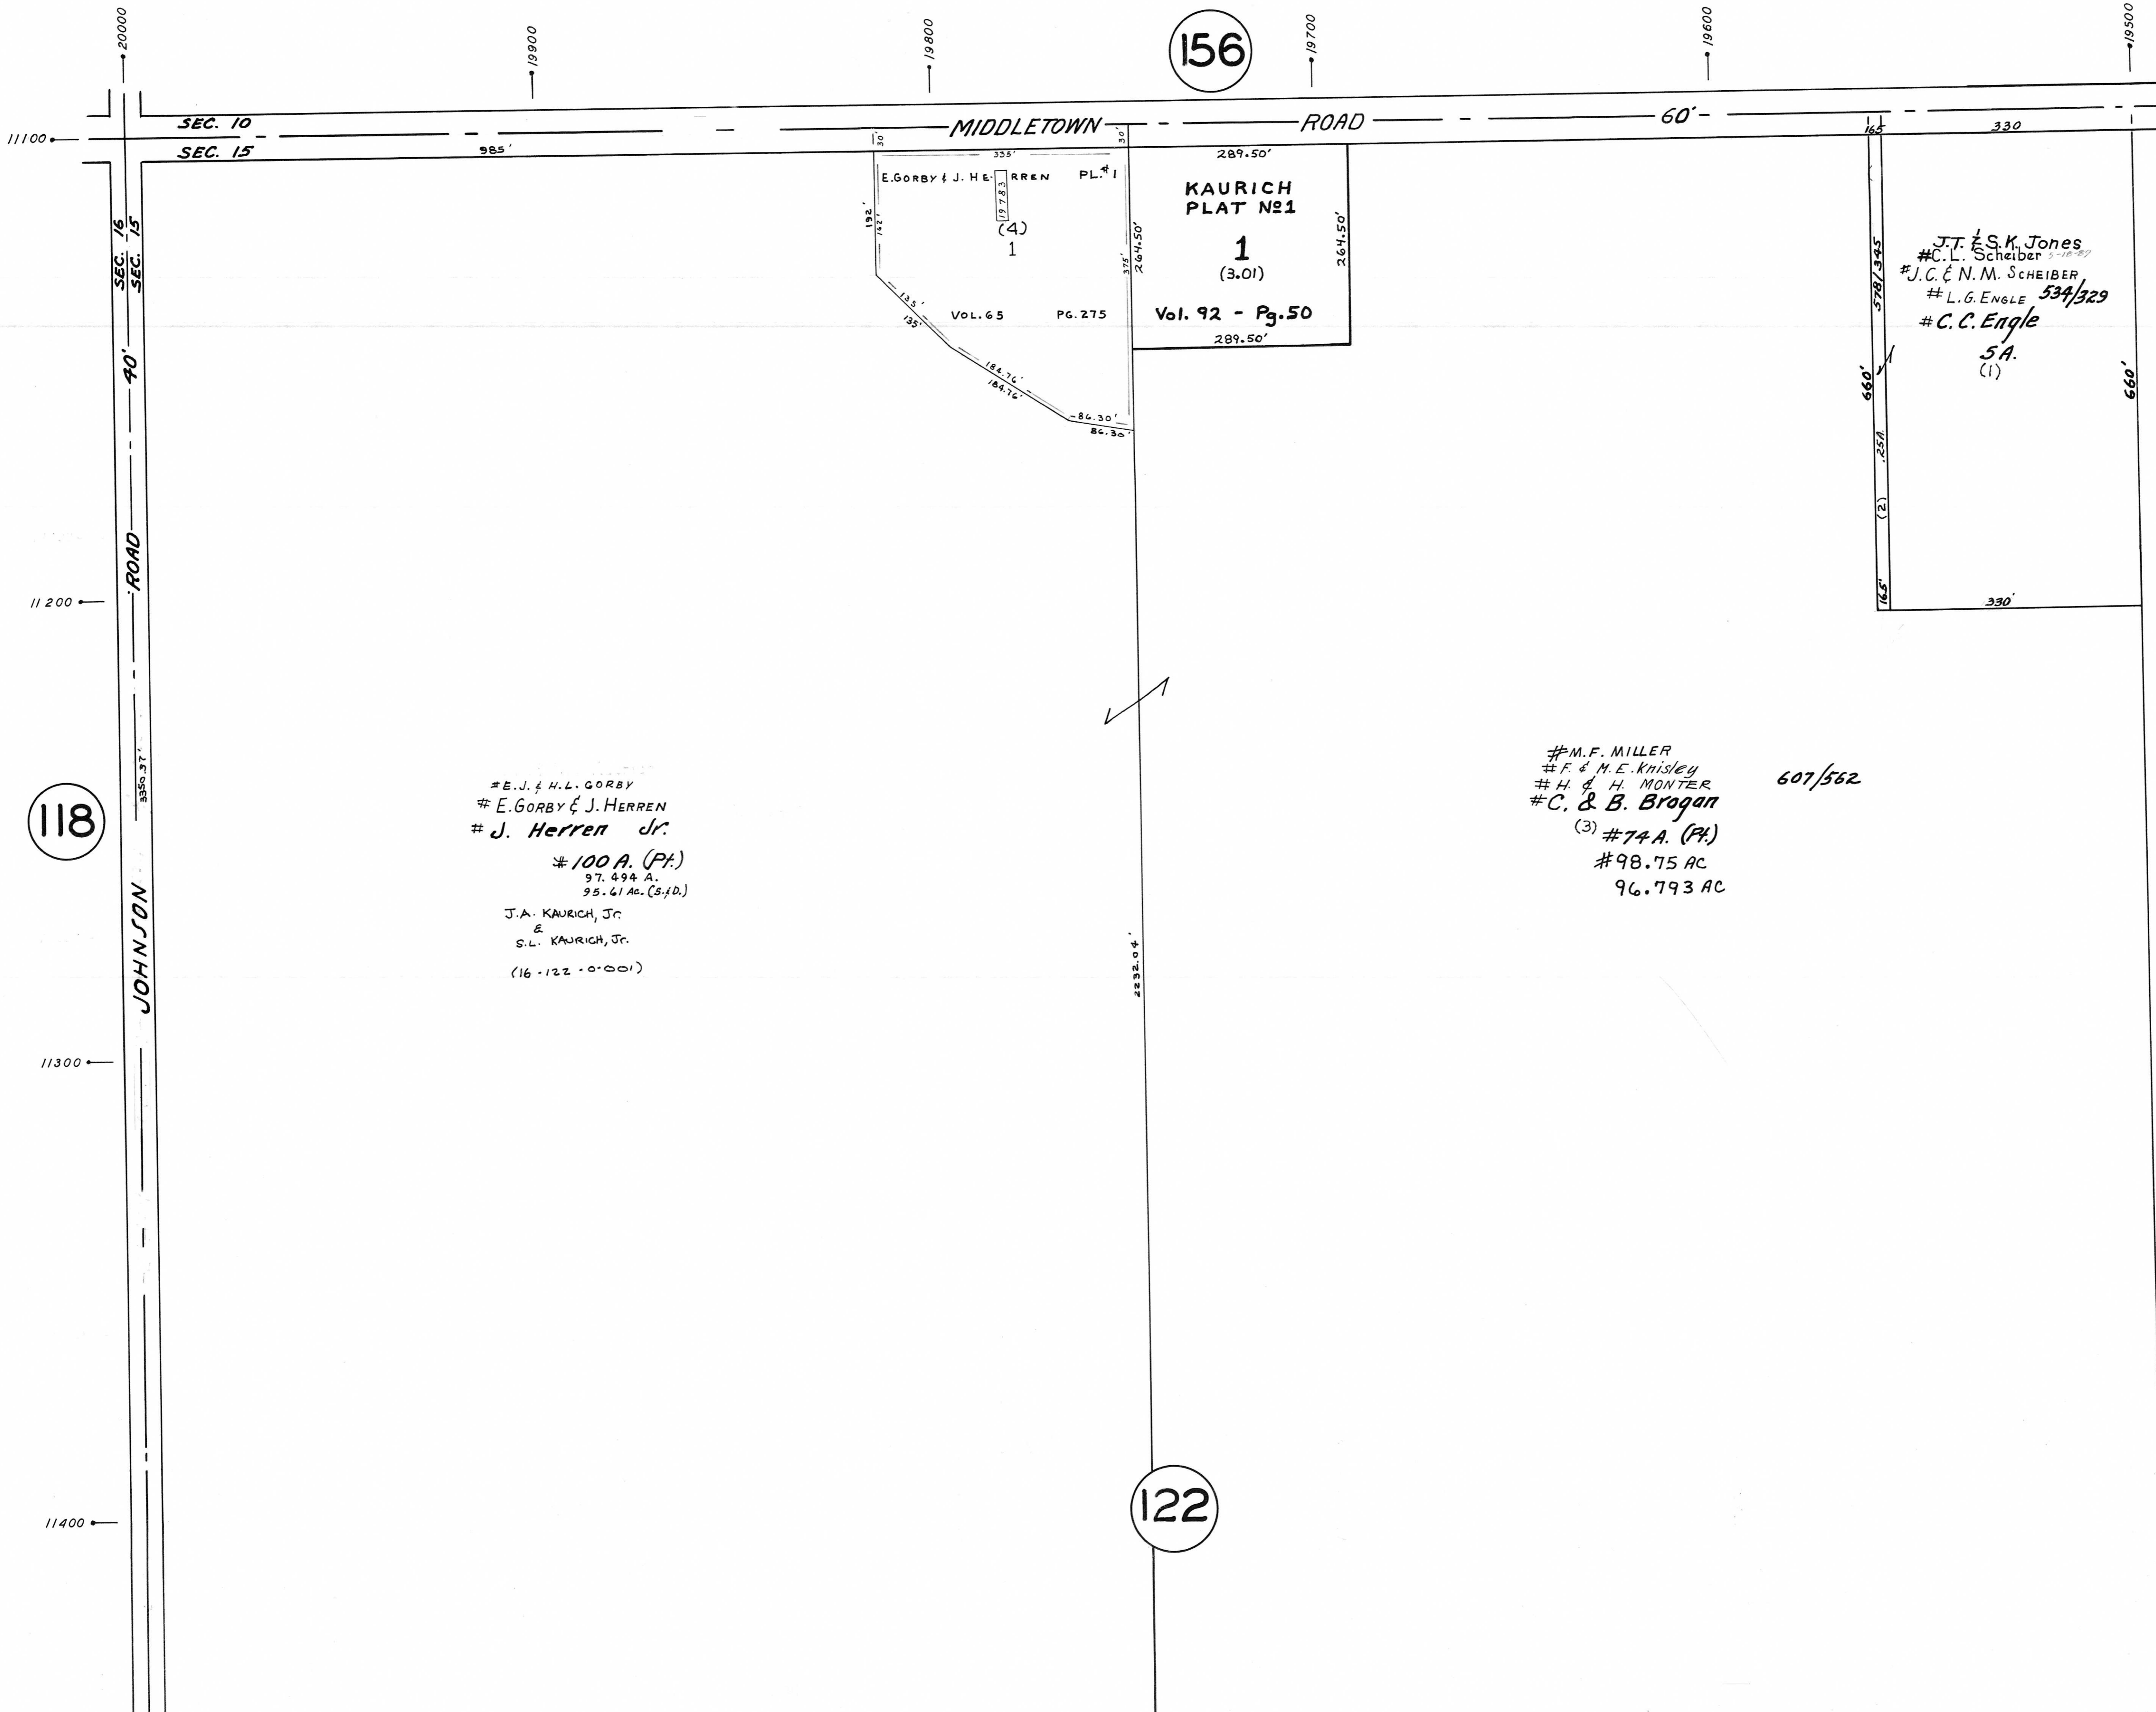 20000
19900
19800
156
19700
19600
19500
11100
SEC. 10
SEC. 15
985'
MIDDLETOWN ROAD 60'
30'
335'
30'
289.50'
165
330
E.GORBY & J. HERREN PL.#1
19783
(4)
1
192'
162'
375'
135'
135'
VOL.65 PG.275
184.76'
184.76'
86.30'
86.30'
KAURICH
PLAT Nº1
1
(3.01)
Vol. 92 - Pg.50
289.50'
264.50'
264.50'
578/345
660'
.25A.
(2)
165'
J.T. & S.K. Jones
#C.L. Scheiber 5-18-87
#J.C. & N.M. SCHEIBER
# L.G. ENGLE 534/329
# C.C. Engle
5A.
(1)
660'
330'
SEC. 16
SEC. 15
40'
ROAD
11200
3350.37'
118
JOHNSON
#E.J. & H.L. GORBY
# E.GORBY & J. HERREN
# J. Herren Jr.
#100 A. (Pt.)
97.494 A.
95.61 AC. (S.&D.)
J.A. KAURICH, Jr.
&
S.L. KAURICH, Jr.
(16-122-0-001)
2232.04'
#M.F. MILLER
#F. & M.E. Knisley
# H. & H. MONTER
#C. & B. Brogan
607/562
(3) #74A. (Pt.)
#98.75 AC
96.793 AC
11300
11400
122